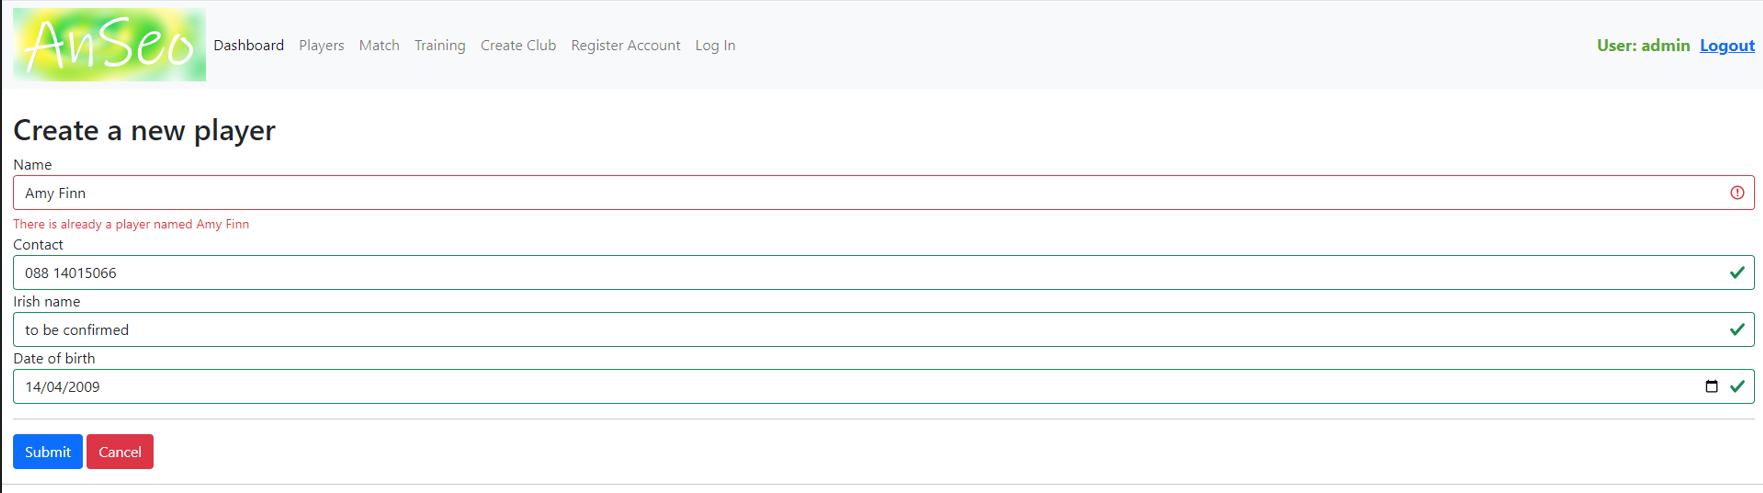 AnSeo Dashboard Players Match Training Create Club Register Account Log In User: admin Logout
Create a new player
Name
Amy Finn
There is already a player named Amy Finn
Contact
088 14015066
Irish name
to be confirmed
Date of birth
14/04/2009
Submit Cancel